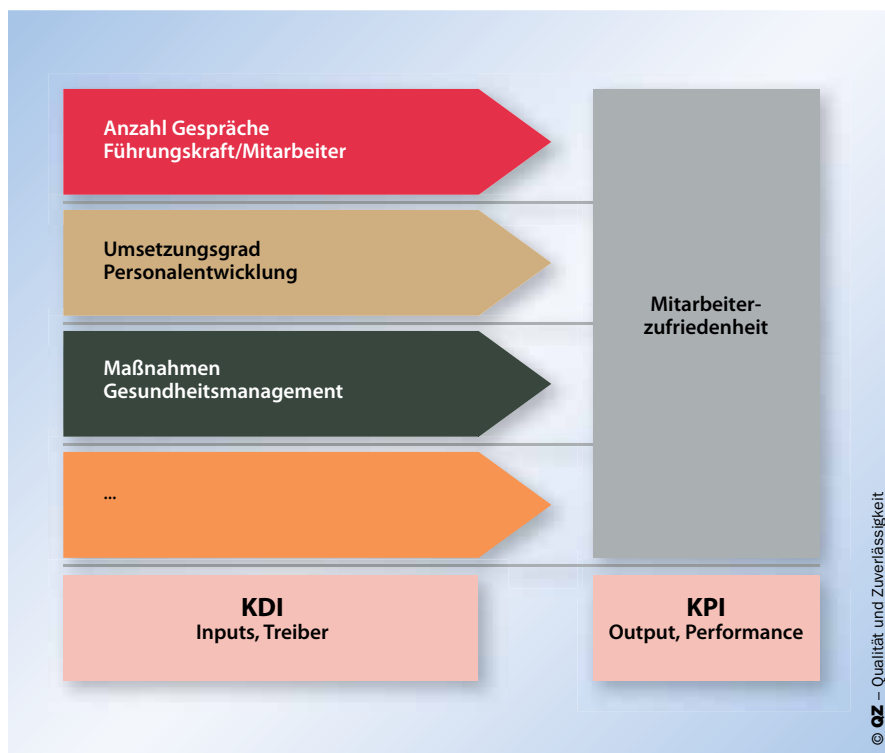 Anzahl Gespräche
Führungskraft/Mitarbeiter
Umsetzungsgrad
Personalentwicklung
Maßnahmen
Gesundheitsmanagement
...
Mitarbeiter-
zufriedenheit
KDI
Inputs, Treiber
KPI
Output, Performance
© QZ – Qualität und Zuverlässigkeit